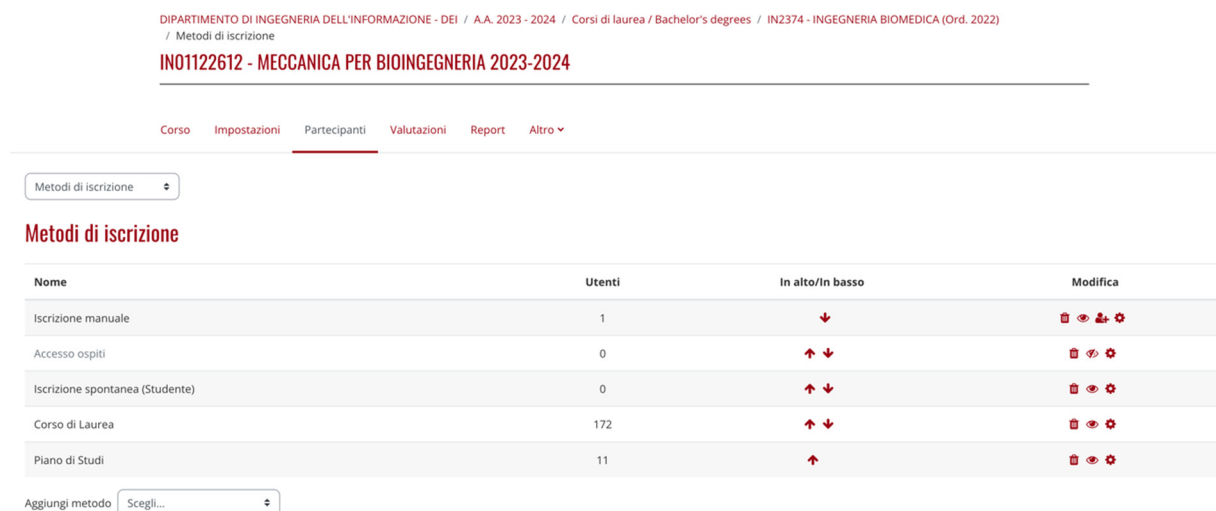 DIPARTIMENTO DI INGEGNERIA DELL'INFORMAZIONE - DEI / A.A. 2023 - 2024 / Corsi di laurea / Bachelor's degrees / IN2374 - INGEGNERIA BIOMEDICA (Ord. 2022)
/ Metodi di iscrizione
IN01122612 - MECCANICA PER BIOINGEGNERIA 2023-2024
Corso Impostazioni Partecipanti Valutazioni Report Altro
Metodi di iscrizione
Metodi di iscrizione
Nome Utenti In alto/In basso Modifica
Iscrizione manuale 1
Accesso ospiti 0
Iscrizione spontanea (Studente) 0
Corso di Laurea 172
Piano di Studi 11
Aggiungi metodo Scegli...